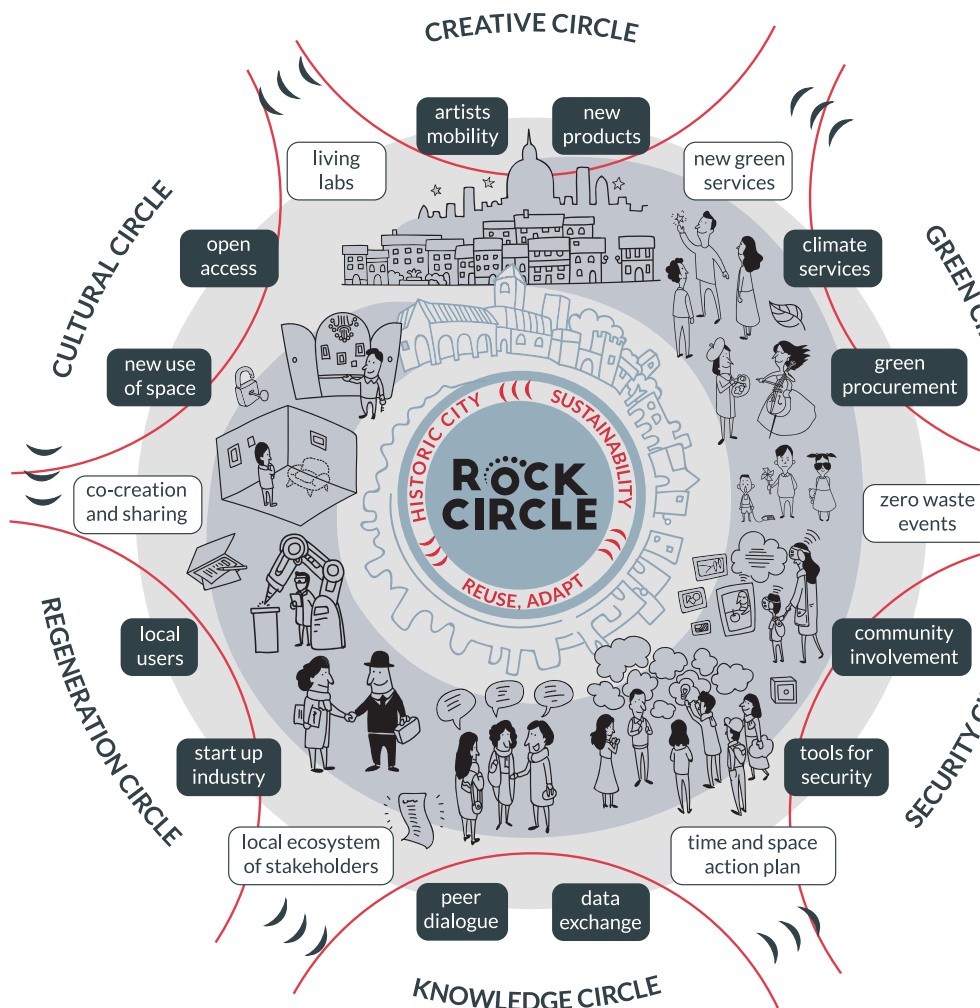 CREATIVE CIRCLE
artists
mobility
new
products
living
labs
new green
services
CULTURAL CIRCLE
open
access
climate
services
GREEN
new use
of space
green
procurement
HISTORIC CITY
SUSTAINABILITY
REUSE, ADAPT
ROCK
CIRCLE
co-creation
and sharing
zero waste
events
REGENERATION CIRCLE
local
users
community
involvement
start up
industry
tools for
security
SECURITY
local ecosystem
of stakeholders
time and space
action plan
peer
dialogue
data
exchange
KNOWLEDGE CIRCLE